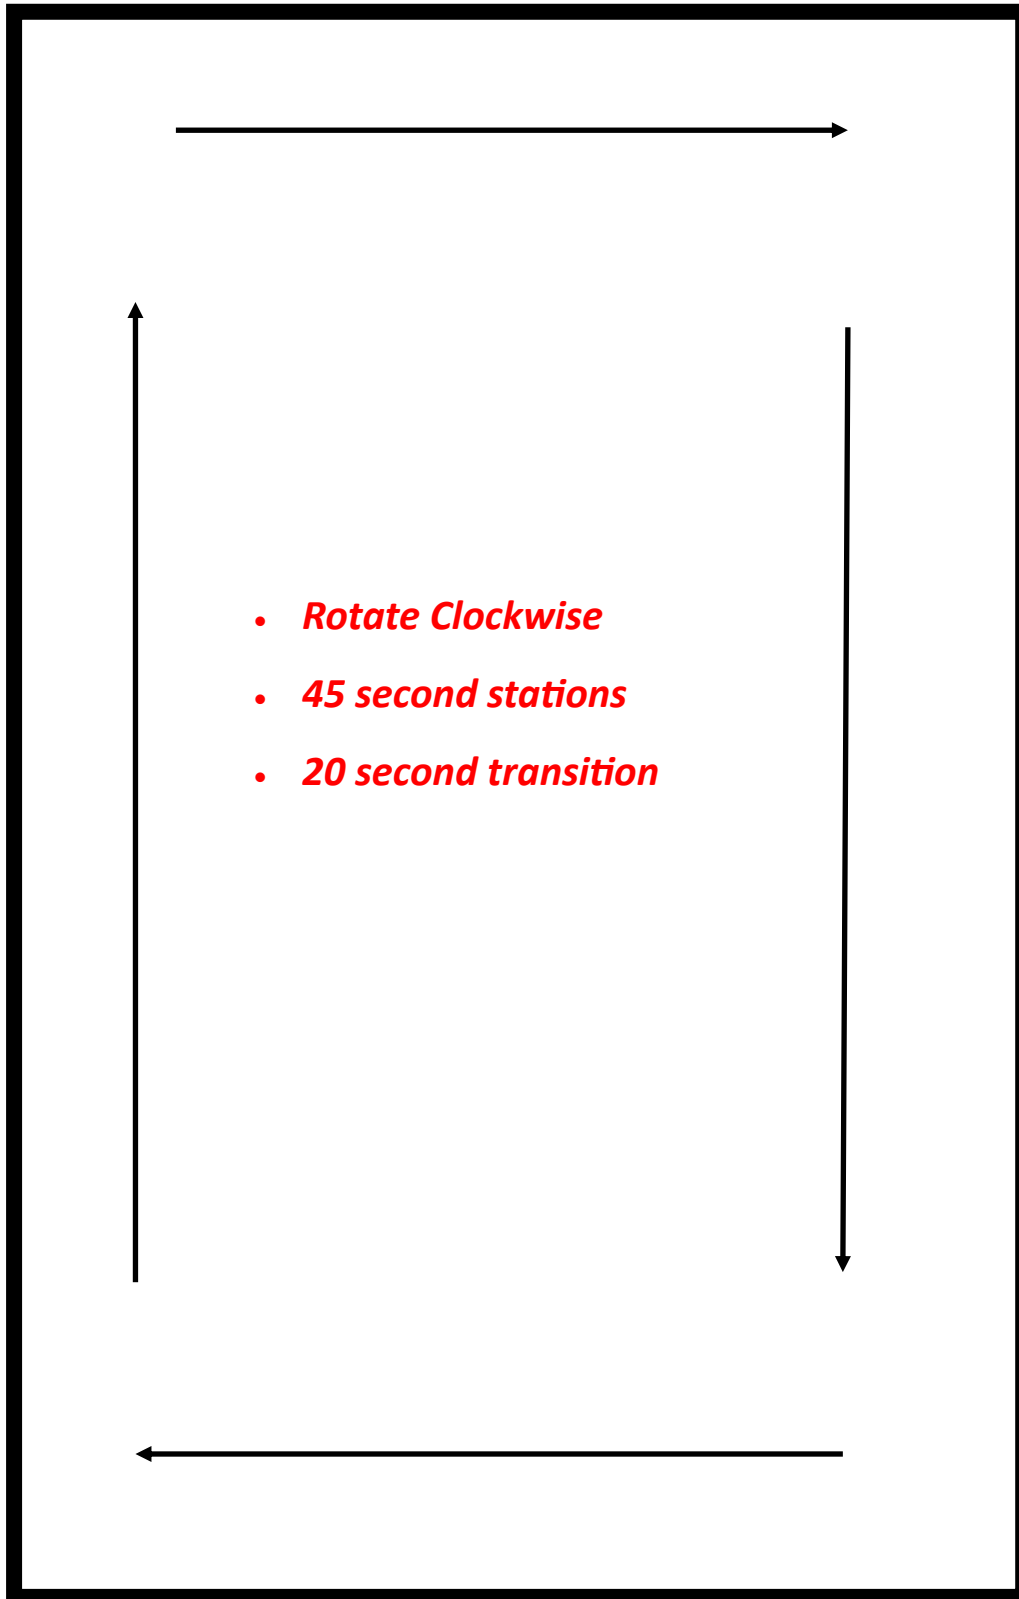 • Rotate Clockwise
• 45 second stations
• 20 second transition